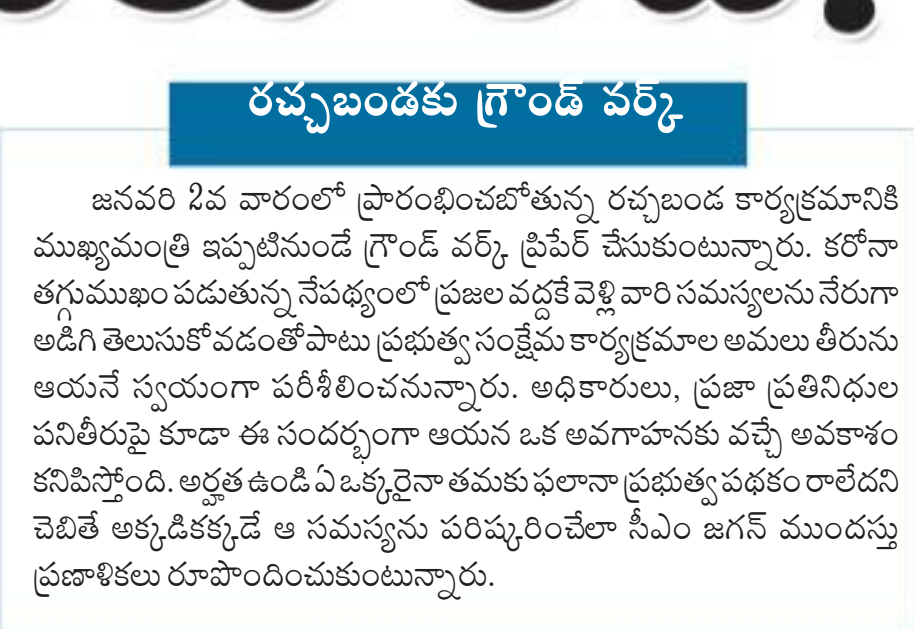 రచ్చబండకు గ్రౌండ్ వర్క్
జనవరి 2వ వారంలో ప్రారంభించబోతున్న రచ్చబండ కార్యక్రమానికి
ముఖ్యమంత్రి ఇప్పటినుండే గ్రౌండ్ వర్క్ ప్రిపేర్ చేసుకుంటున్నారు. కరోనా
తగ్గుముఖం పడుతున్న నేపథ్యంలో ప్రజల వద్దకే వెళ్లి వారి సమస్యలను నేరుగా
అడిగి తెలుసుకోవడంతోపాటు ప్రభుత్వ సంక్షేమ కార్యక్రమాల అమలు తీరును
ఆయనే స్వయంగా పరీశీలించనున్నారు. అధికారులు, ప్రజా ప్రతినిధుల
పనితీరుపై కూడా ఈ సందర్భంగా ఆయన ఒక అవగాహనకు వచ్చే అవకాశం
కనిపిస్తోంది. అర్హత ఉండి ఏ ఒక్కరైనా తమకు ఫలానా ప్రభుత్వ పథకం రాలేదని
చెబితే అక్కడికక్కడే ఆ సమస్యను పరిష్కరించేలా సీఎం జగన్ ముందస్తు
ప్రణాళికలు రూపొందించుకుంటున్నారు.